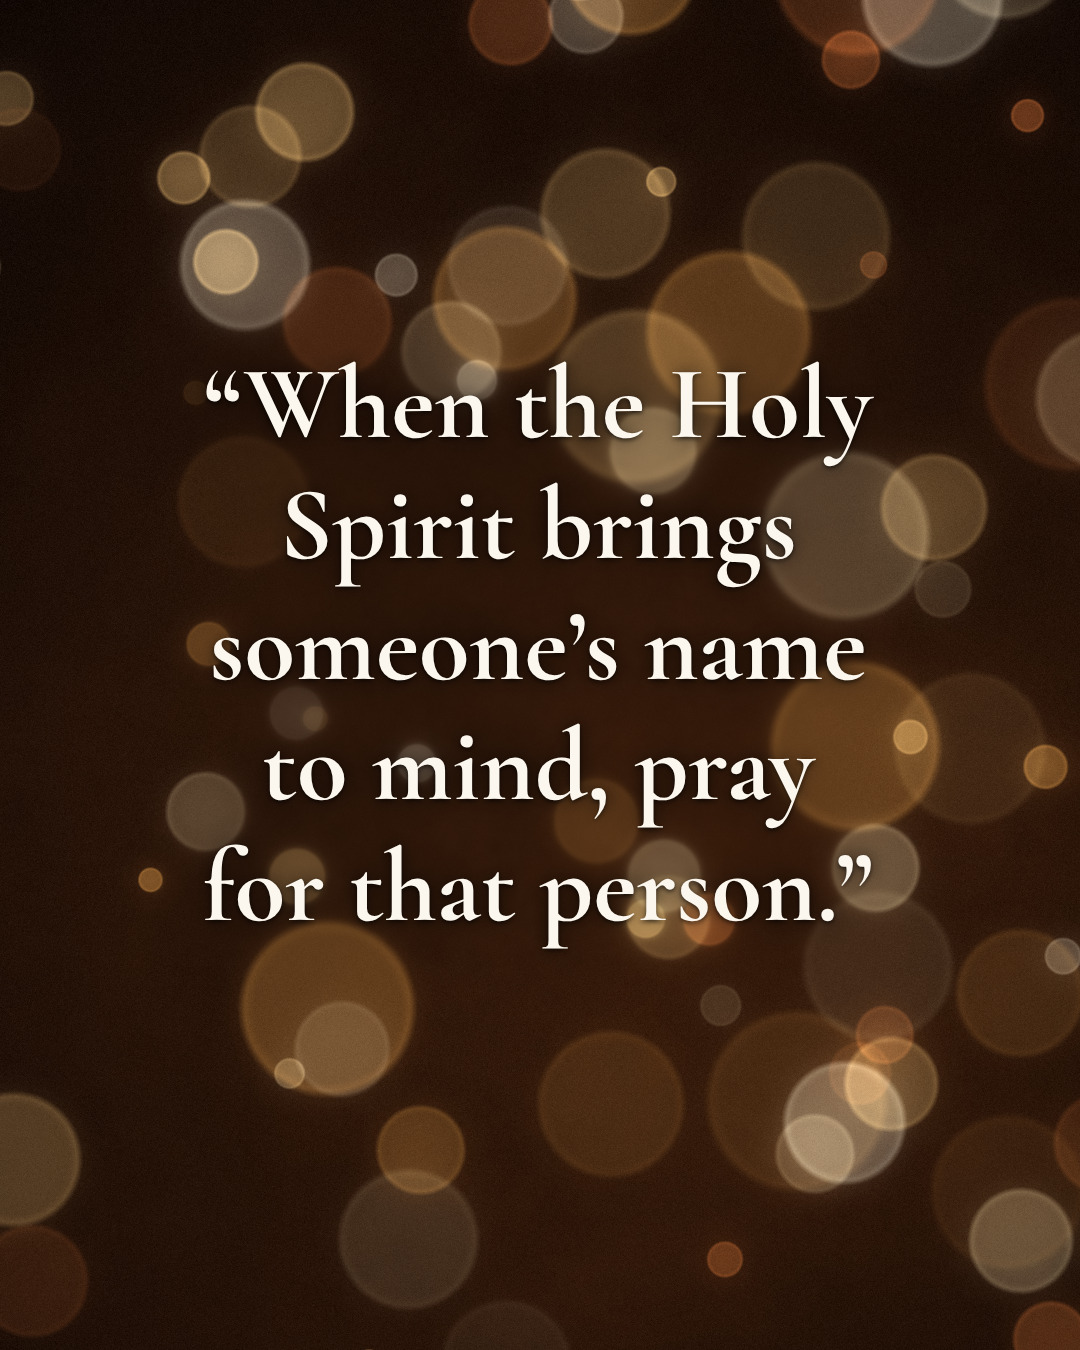 “When the Holy
Spirit brings
someone’s name
to mind, pray
for that person.”